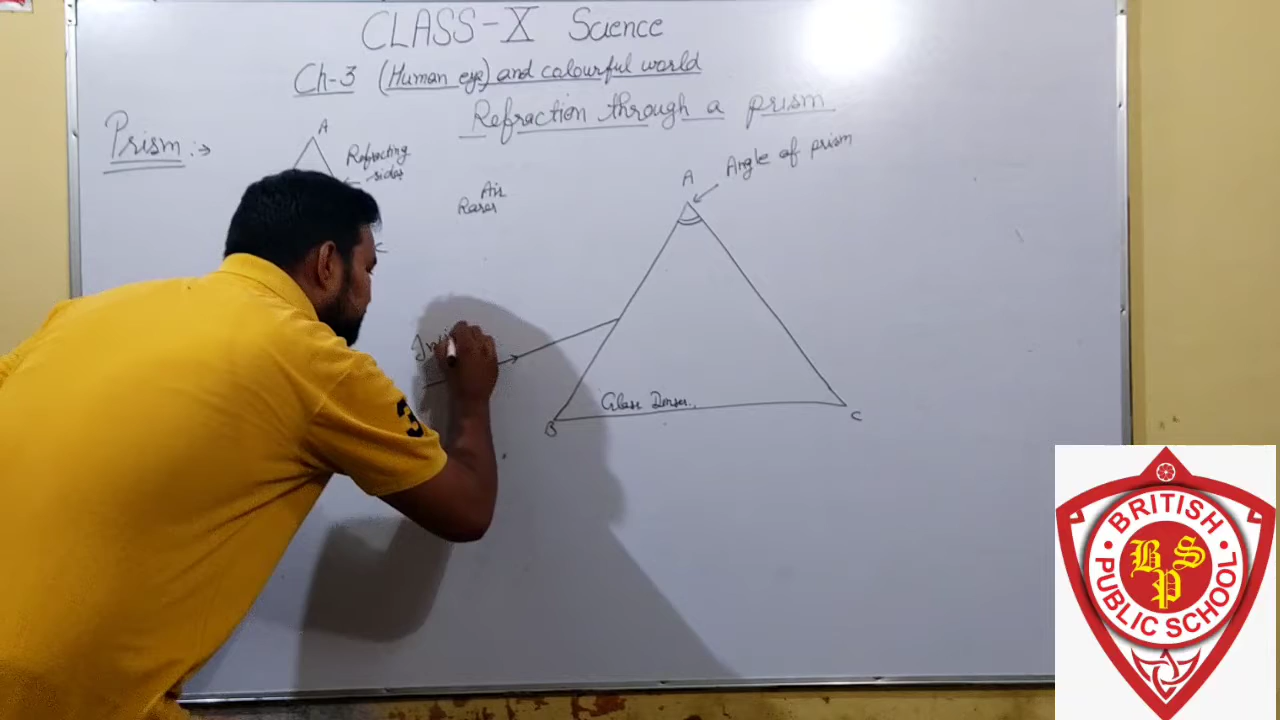 CLASS-X Science
Ch-3 (Human eye) and colourful world
Refraction through a prism
Prism :→
A
Refracting
sides
Air
Rarer
A
Angle of prism
Glass Denser.
B
C
3
BRITISH
BPS
PUBLIC SCHOOL